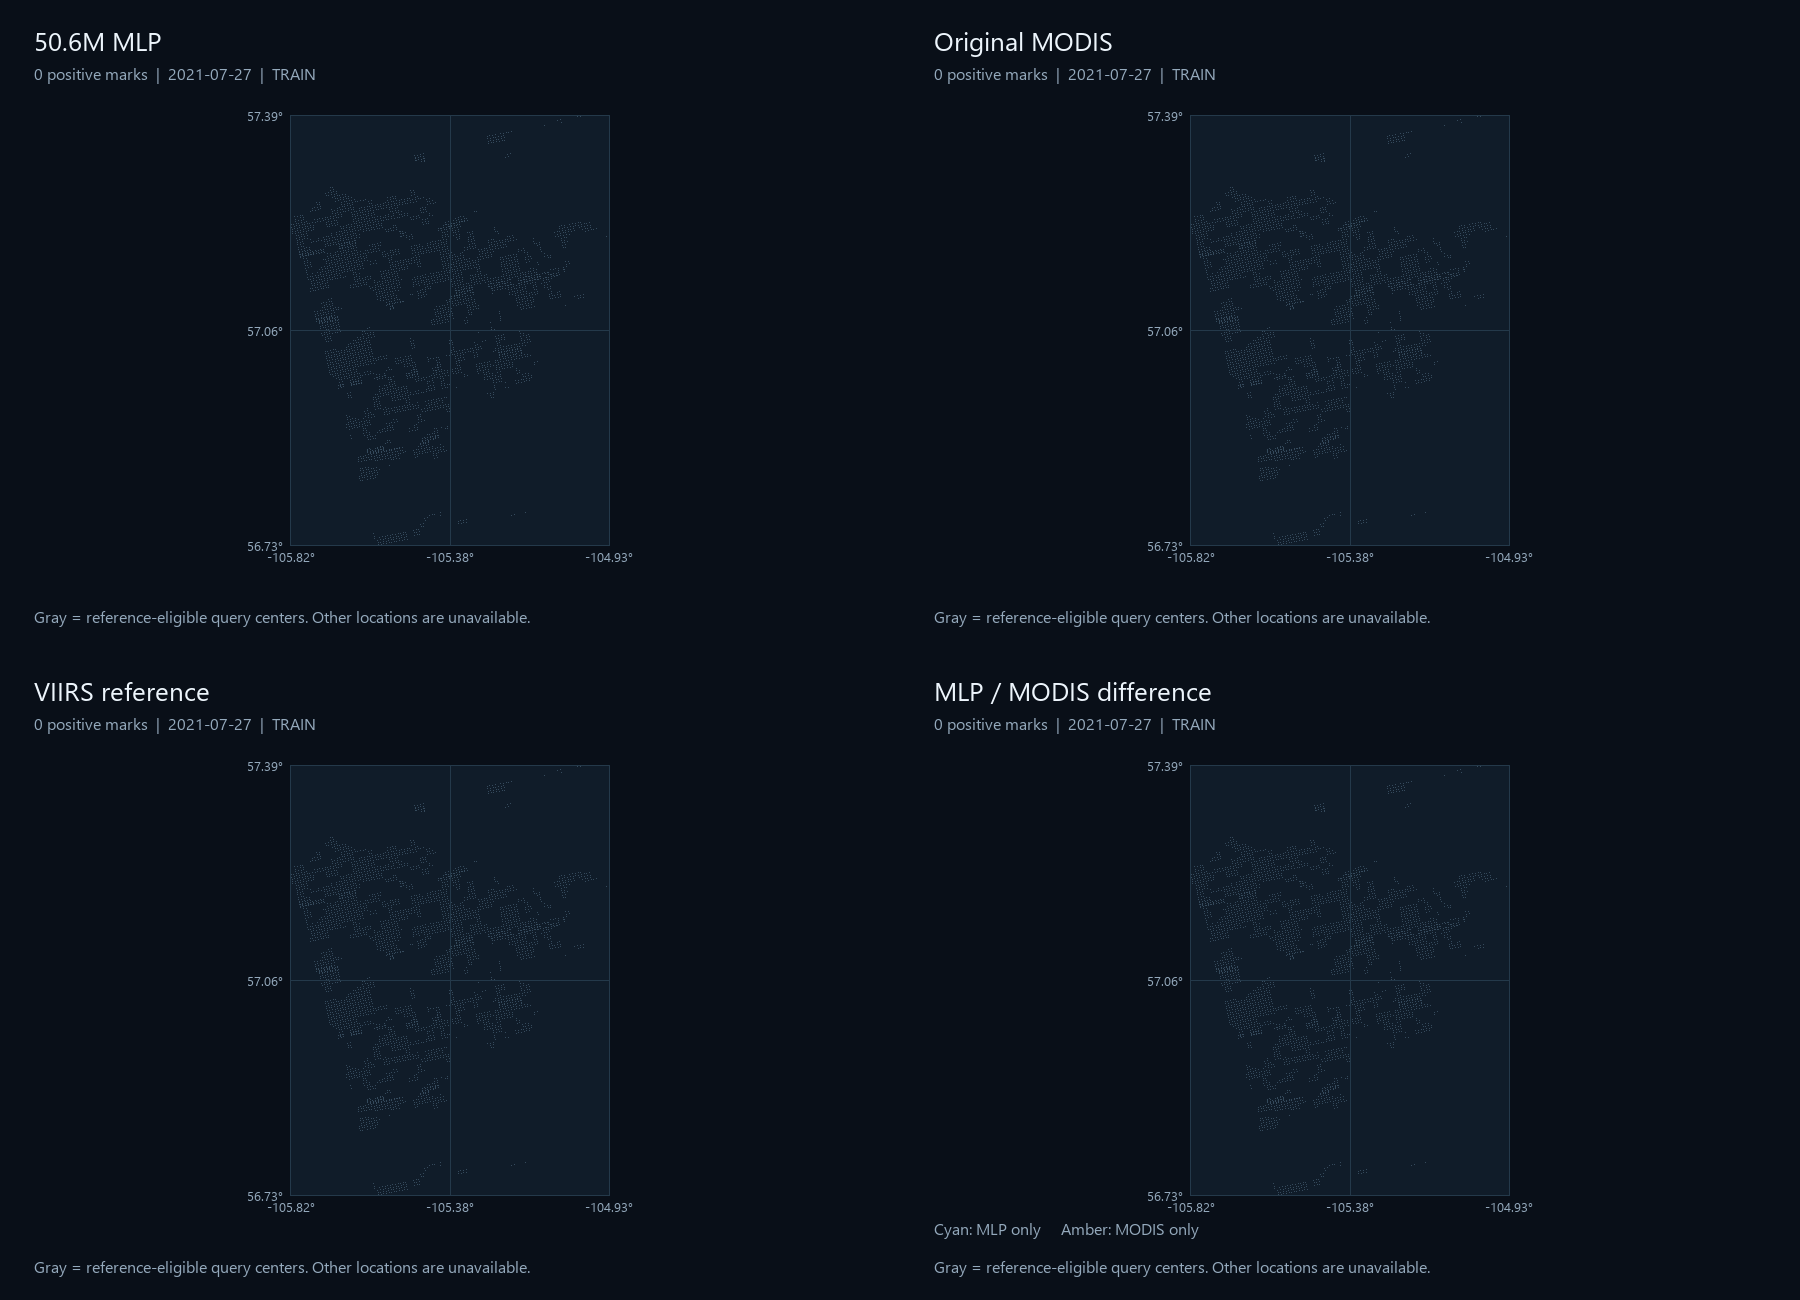 50.6M MLP
0 positive marks | 2021-07-27 | TRAIN
57.39°
57.06°
56.73°
-105.82°
-105.38°
-104.93°
Gray = reference-eligible query centers. Other locations are unavailable.
Original MODIS
0 positive marks | 2021-07-27 | TRAIN
57.39°
57.06°
56.73°
-105.82°
-105.38°
-104.93°
Gray = reference-eligible query centers. Other locations are unavailable.
VIIRS reference
0 positive marks | 2021-07-27 | TRAIN
57.39°
57.06°
56.73°
-105.82°
-105.38°
-104.93°
Gray = reference-eligible query centers. Other locations are unavailable.
MLP / MODIS difference
0 positive marks | 2021-07-27 | TRAIN
57.39°
57.06°
56.73°
-105.82°
-105.38°
-104.93°
Cyan: MLP only Amber: MODIS only
Gray = reference-eligible query centers. Other locations are unavailable.